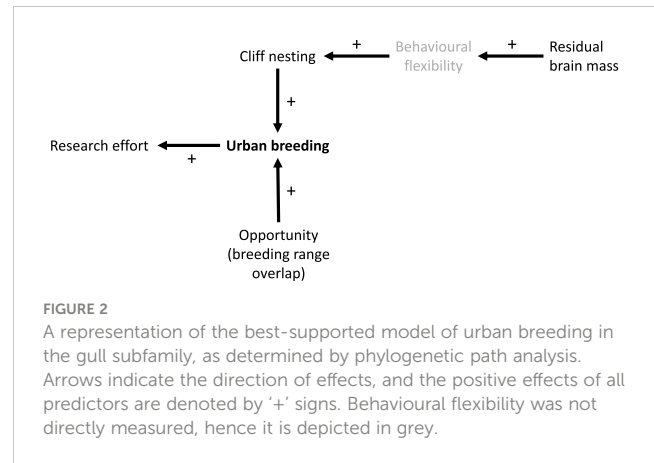 Cliff nesting
+
Behavioural
flexibility
+
Residual
brain mass
+
Research effort
+
Urban breeding
+
Opportunity
(breeding range
overlap)
FIGURE 2
A representation of the best-supported model of urban breeding in
the gull subfamily, as determined by phylogenetic path analysis.
Arrows indicate the direction of effects, and the positive effects of all
predictors are denoted by ‘+’ signs. Behavioural flexibility was not
directly measured, hence it is depicted in grey.